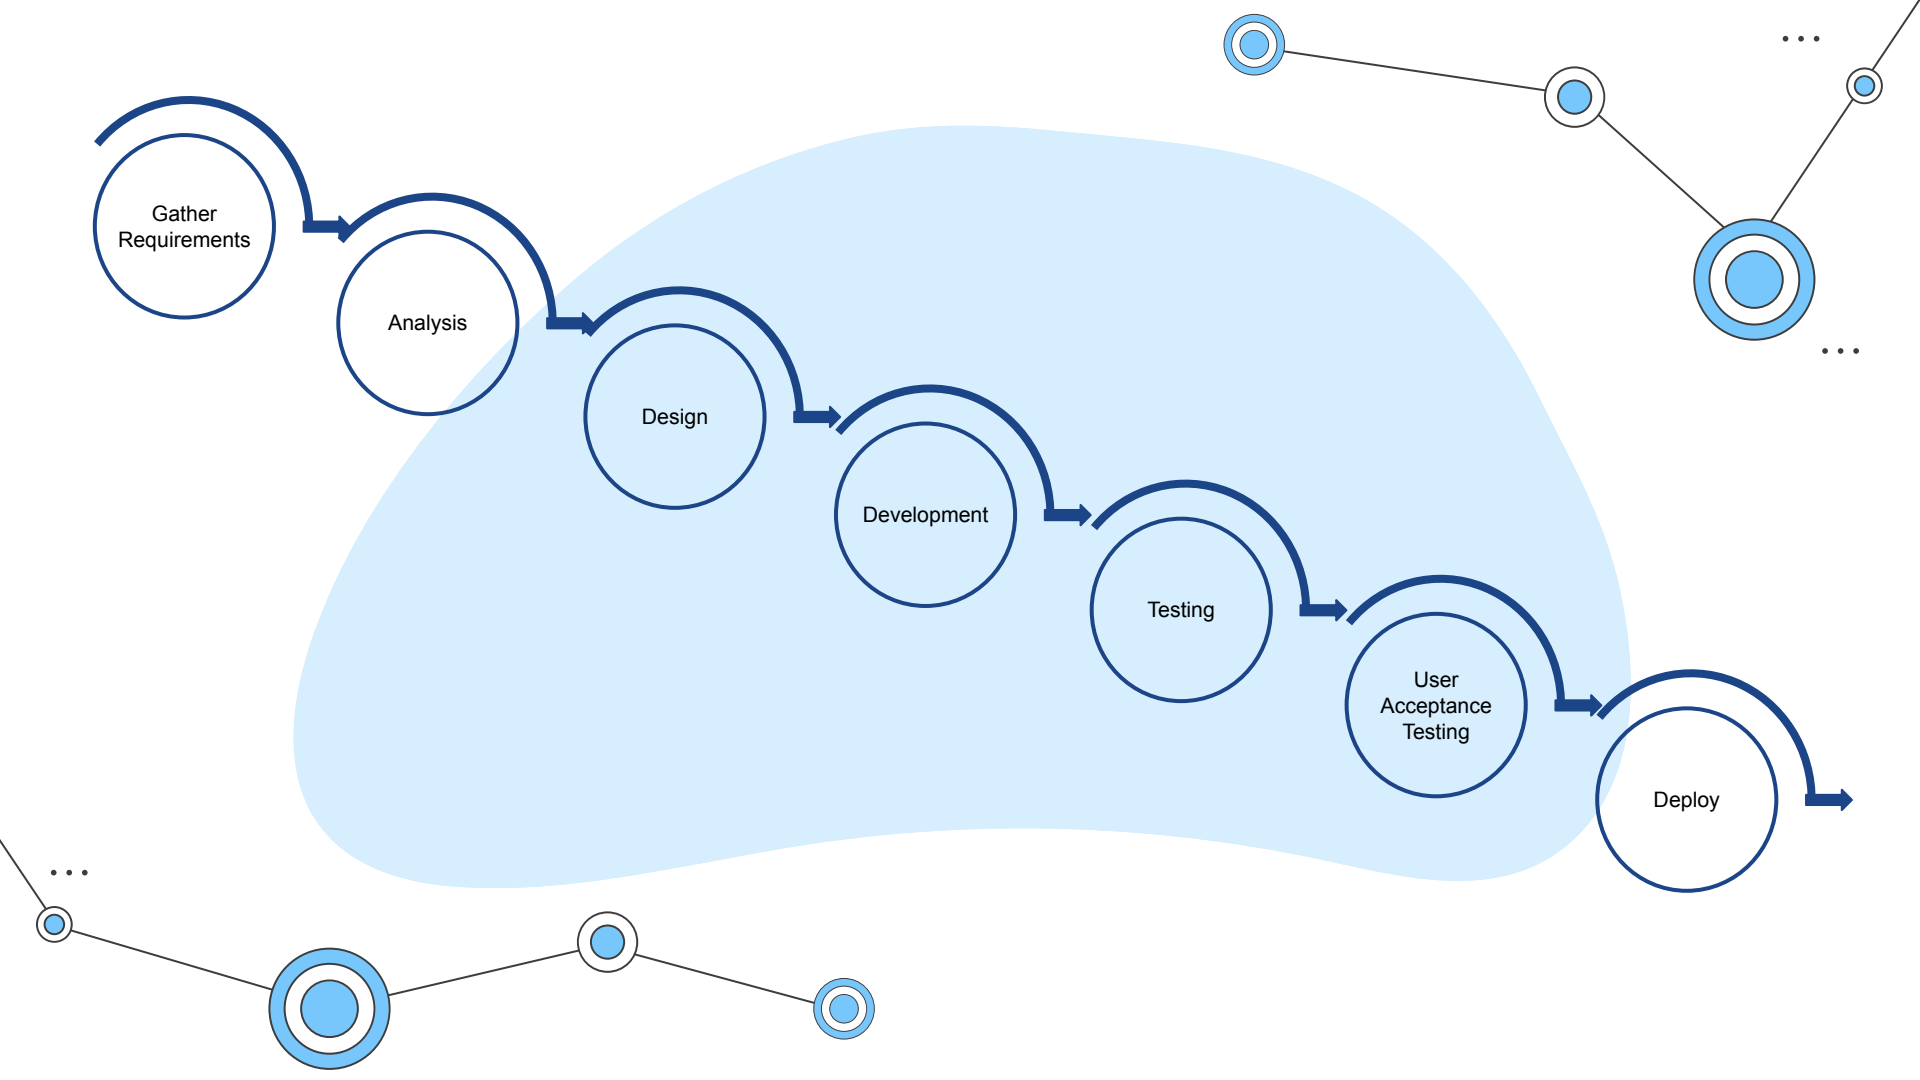 Gather
Requirements
Analysis
Design
Development
Testing
User
Acceptance
Testing
Deploy